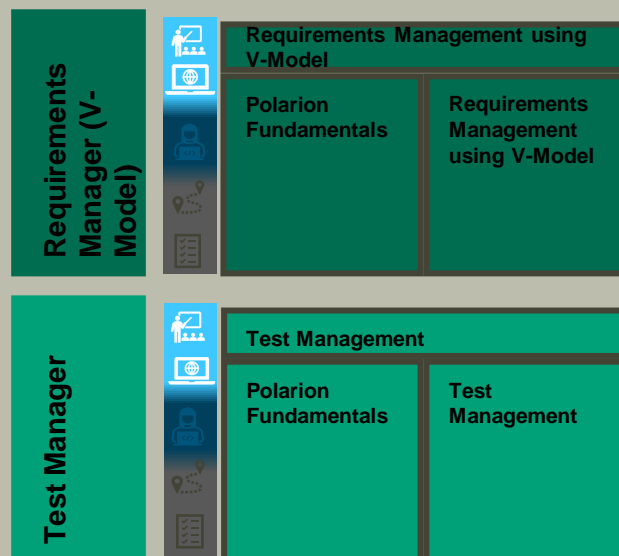 Requirements
Manager (V-
Model)
Requirements Management using
V-Model
Polarion
Fundamentals
Requirements
Management
using V-Model
Test Manager
Test Management
Polarion
Fundamentals
Test
Management